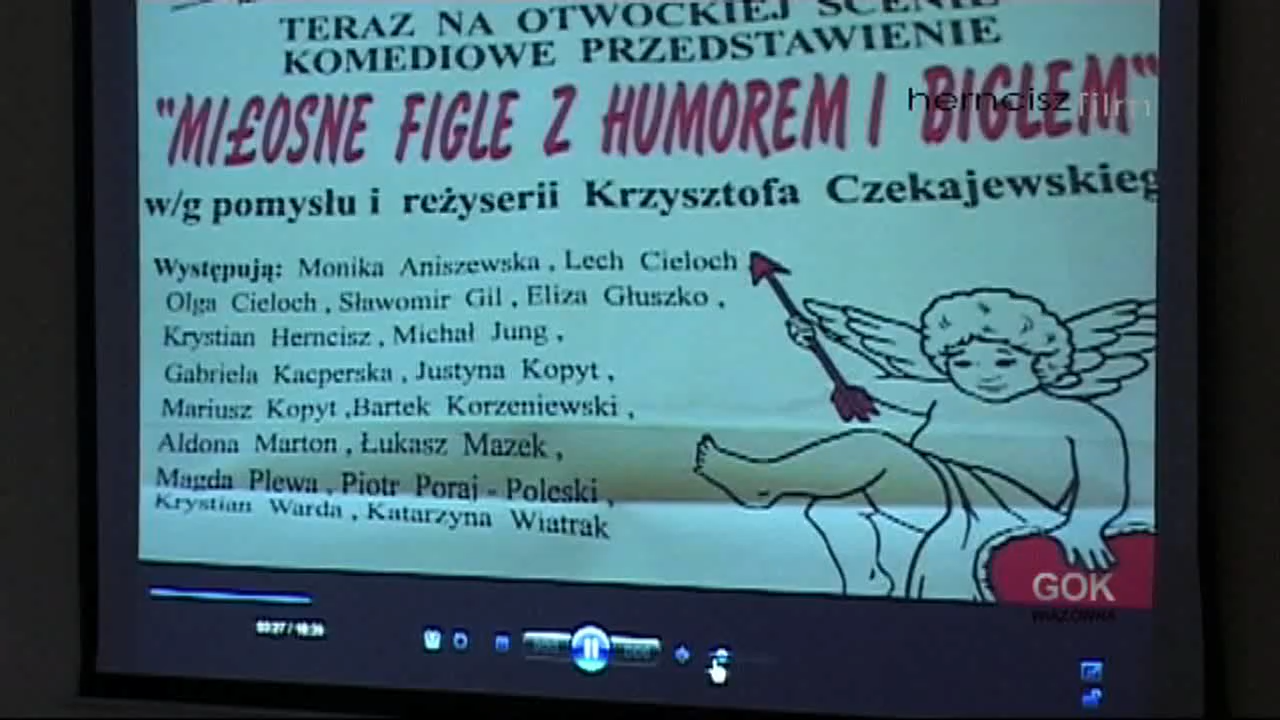 TERAZ NA OTWOCKIEJ SCENIE
KOMEDIOWE PRZEDSTAWIENIE
"MIŁOSNE FIGLE Z HUMOREM I BIGLEM"
herncisz film
w/g pomysłu i reżyserii Krzysztofa Czekajewskieg
Występują: Monika Aniszewska, Lech Cieloch
Olga Cieloch, Sławomir Gil, Eliza Głuszko,
Krystian Herncisz, Michał Jung,
Gabriela Kacperska, Justyna Kopyt,
Mariusz Kopyt, Bartek Korzeniewski,
Aldona Marton, Łukasz Mazek,
Magda Plewa, Piotr Poraj - Poleski,
Krystian Warda, Katarzyna Wiatrak
GOK
WIĄZOWNA